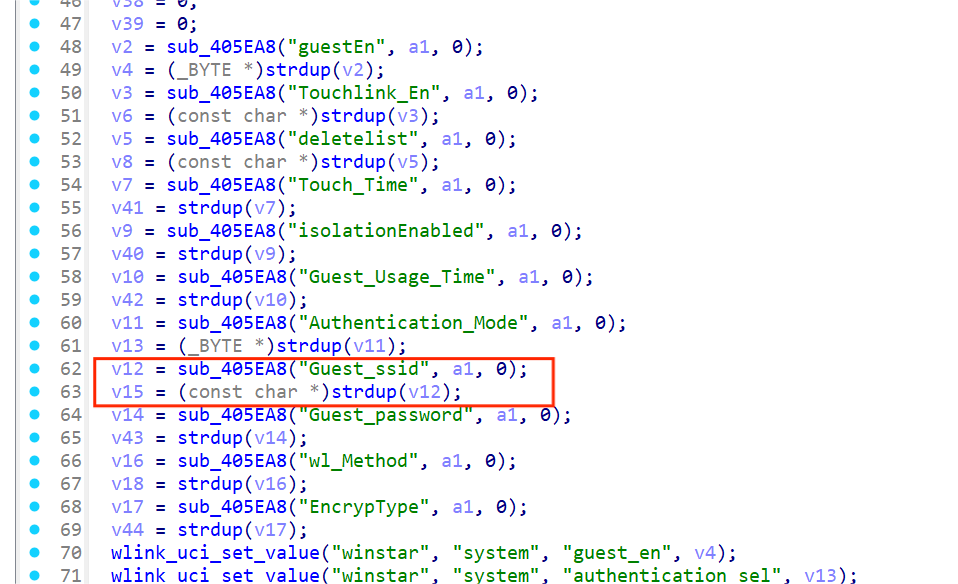 46 v38 = 0;
47 v39 = 0;
48 v2 = sub_405EA8("guestEn", a1, 0);
49 v4 = (_BYTE *)strdup(v2);
50 v3 = sub_405EA8("Touchlink_En", a1, 0);
51 v6 = (const char *)strdup(v3);
52 v5 = sub_405EA8("deletelist", a1, 0);
53 v8 = (const char *)strdup(v5);
54 v7 = sub_405EA8("Touch_Time", a1, 0);
55 v41 = strdup(v7);
56 v9 = sub_405EA8("isolationEnabled", a1, 0);
57 v40 = strdup(v9);
58 v10 = sub_405EA8("Guest_Usage_Time", a1, 0);
59 v42 = strdup(v10);
60 v11 = sub_405EA8("Authentication_Mode", a1, 0);
61 v13 = (_BYTE *)strdup(v11);
62 v12 = sub_405EA8("Guest_ssid", a1, 0);
63 v15 = (const char *)strdup(v12);
64 v14 = sub_405EA8("Guest_password", a1, 0);
65 v43 = strdup(v14);
66 v16 = sub_405EA8("wl_Method", a1, 0);
67 v18 = strdup(v16);
68 v17 = sub_405EA8("EncrypType", a1, 0);
69 v44 = strdup(v17);
70 wlink_uci_set_value("winstar", "system", "guest_en", v4);
71 wlink_uci_set_value("winstar", "system", "authentication_sel", v13);